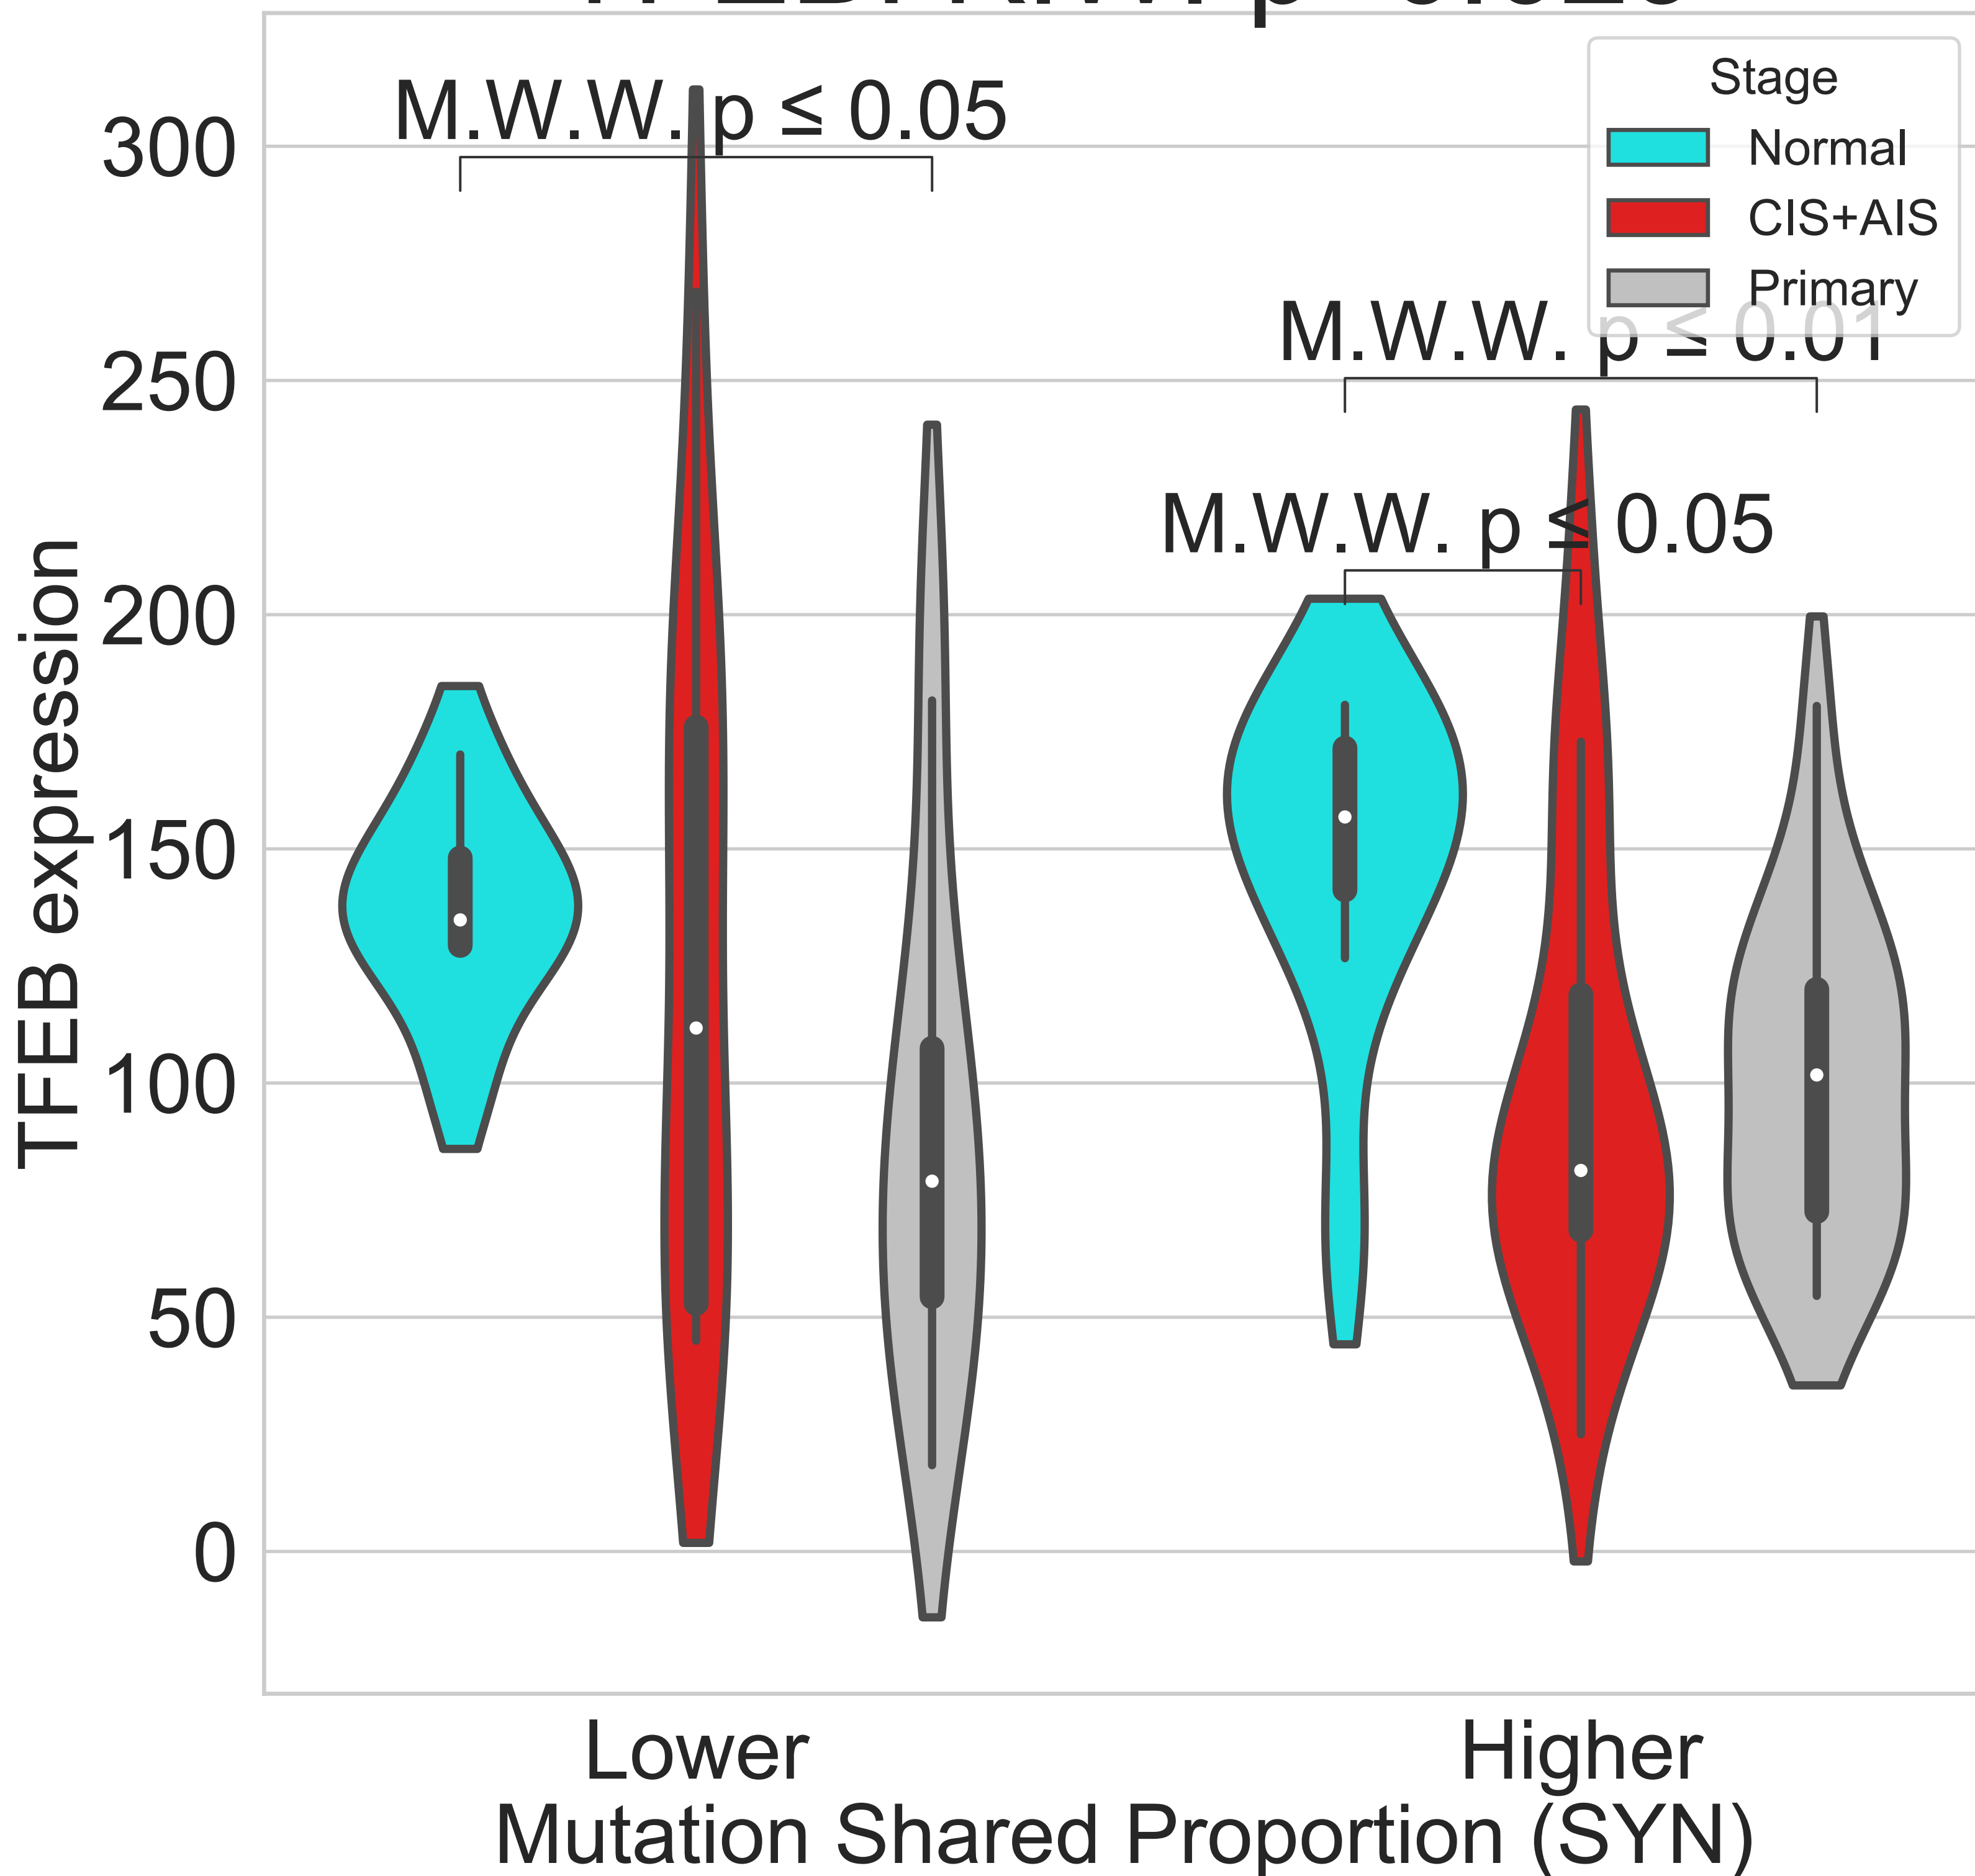 M.W.W. p ≤ 0.05
Stage
Normal
CIS+AIS
Primary
M.W.W. p ≤ 0.01
M.W.W. p ≤ 0.05
300
250
200
150
100
50
0
TFEB expression
Lower
Higher
Mutation Shared Proportion (SYN)